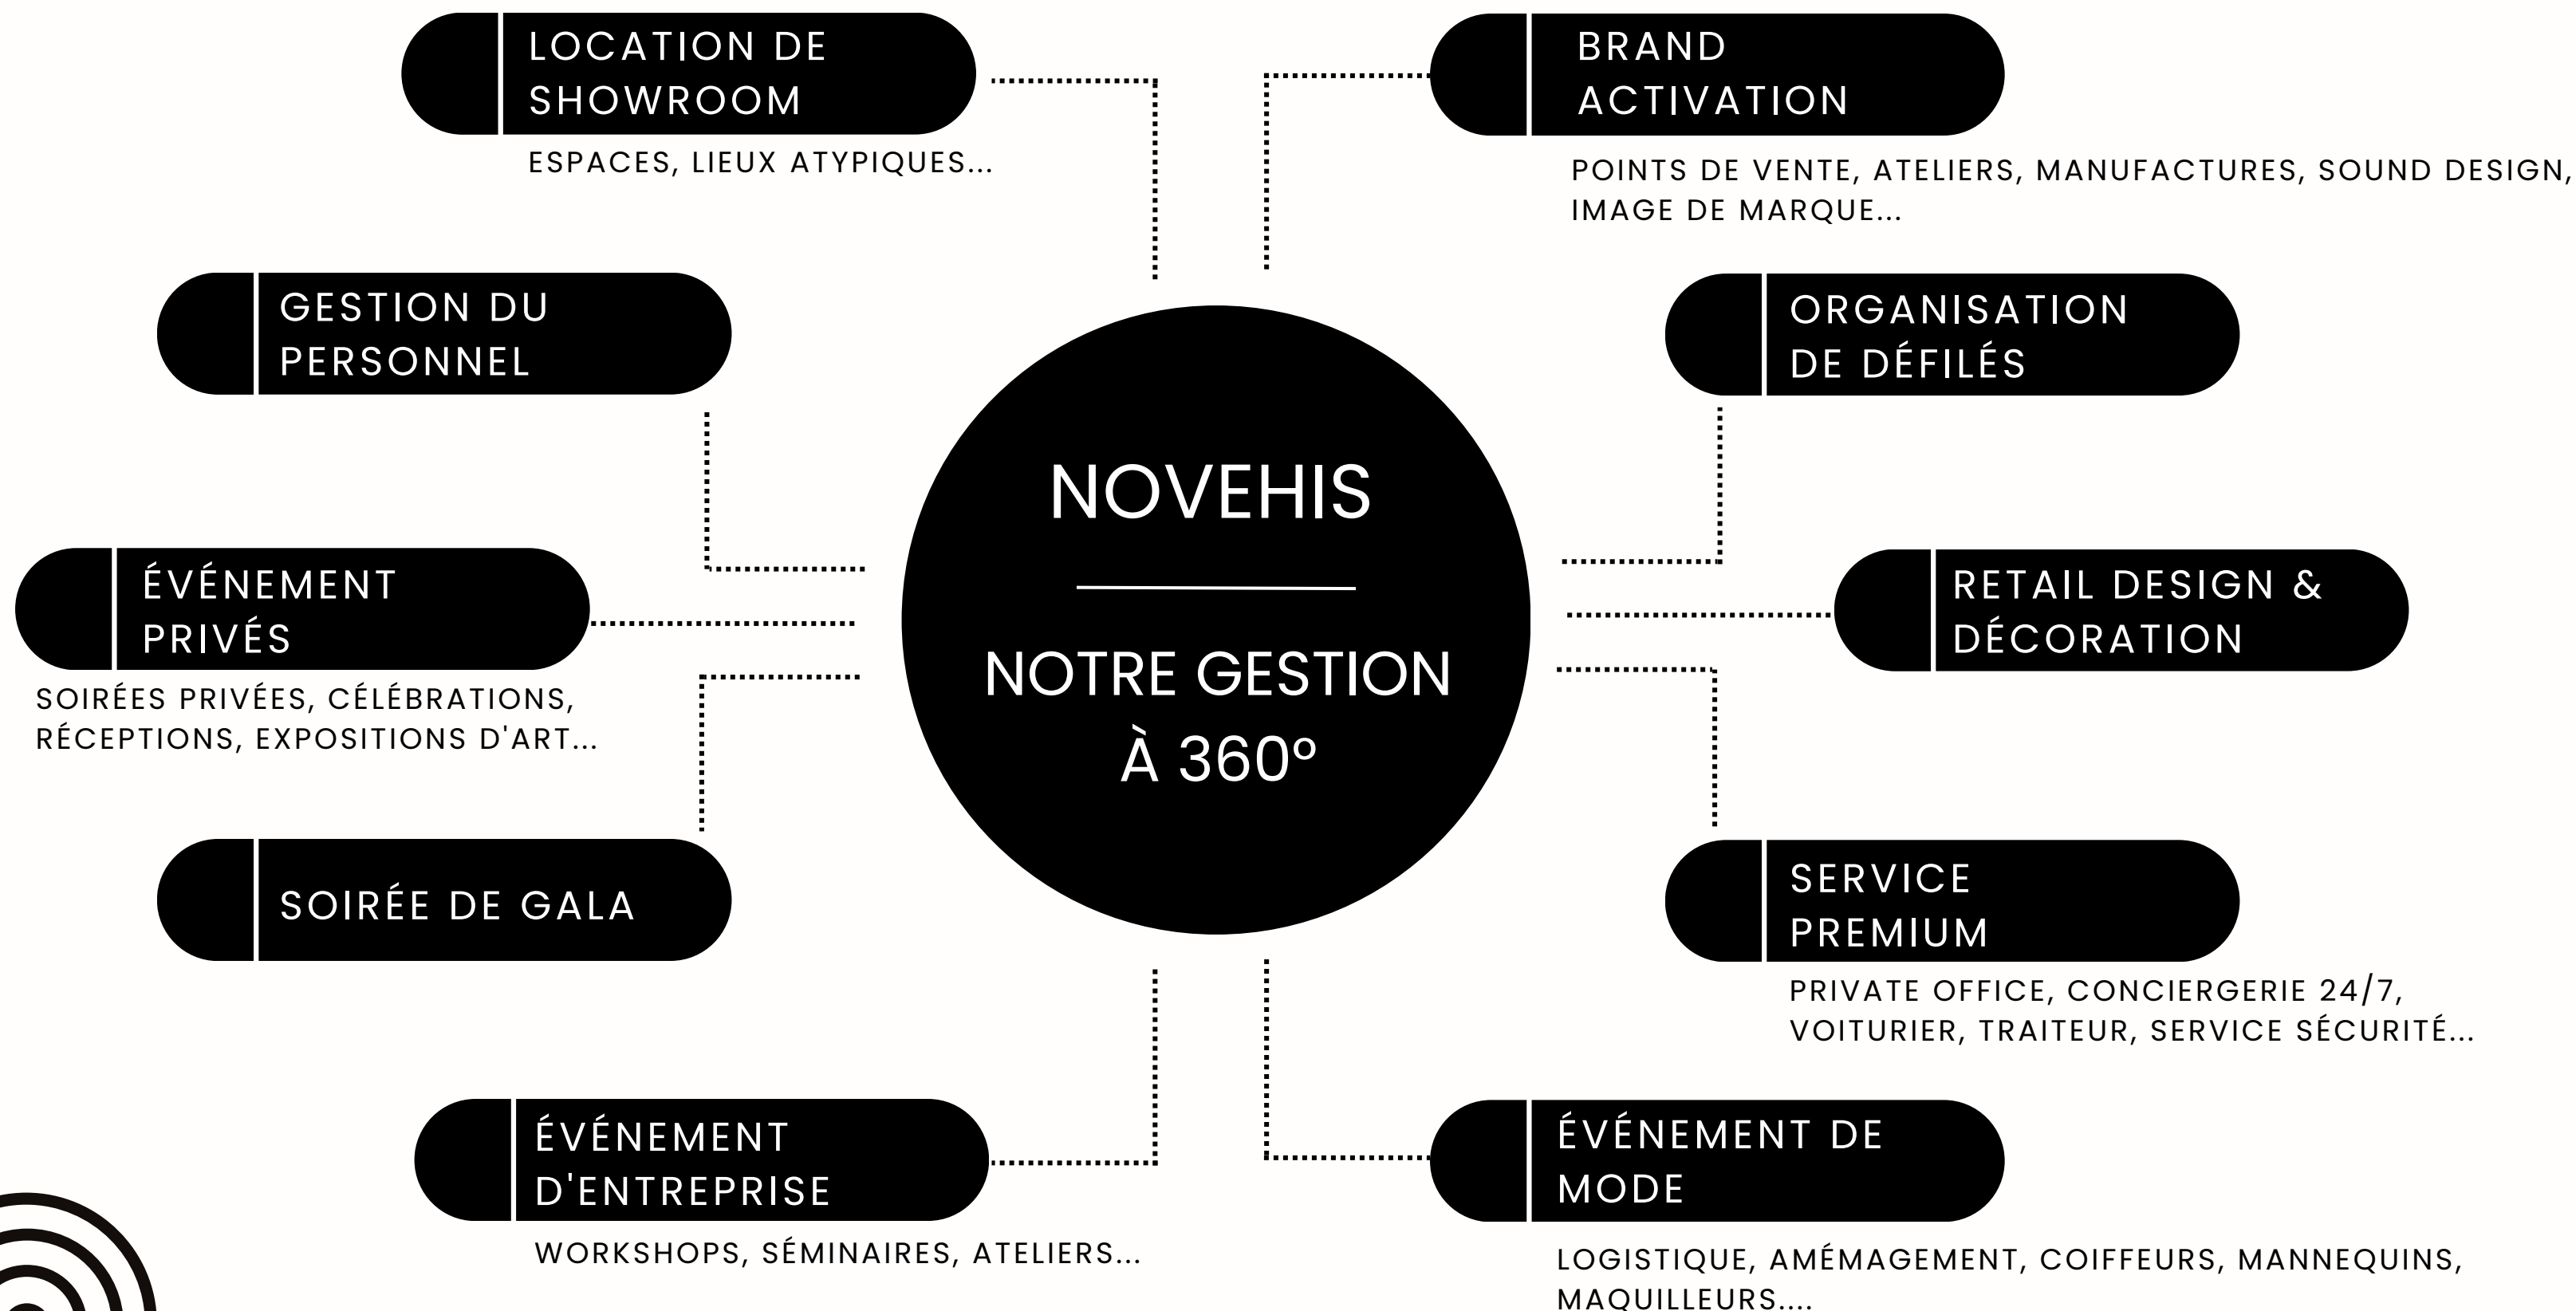 LOCATION DE
SHOWROOM
ESPACES, LIEUX ATYPIQUES...
BRAND
ACTIVATION
POINTS DE VENTE, ATELIERS, MANUFACTURES, SOUND DESIGN,
IMAGE DE MARQUE...
GESTION DU
PERSONNEL
ORGANISATION
DE DÉFILÉS
NOVEHIS
NOTRE GESTION
À 360°
ÉVÉNEMENT
PRIVÉS
SOIRÉES PRIVÉES, CÉLÉBRATIONS,
RÉCEPTIONS, EXPOSITIONS D'ART...
RETAIL DESIGN &
DÉCORATION
SOIRÉE DE GALA
SERVICE
PREMIUM
PRIVATE OFFICE, CONCIERGERIE 24/7,
VOITURIER, TRAITEUR, SERVICE SÉCURITÉ...
ÉVÉNEMENT
D'ENTREPRISE
WORKSHOPS, SÉMINAIRES, ATELIERS...
ÉVÉNEMENT DE
MODE
LOGISTIQUE, AMÉMAGEMENT, COIFFEURS, MANNEQUINS,
MAQUILLEURS....